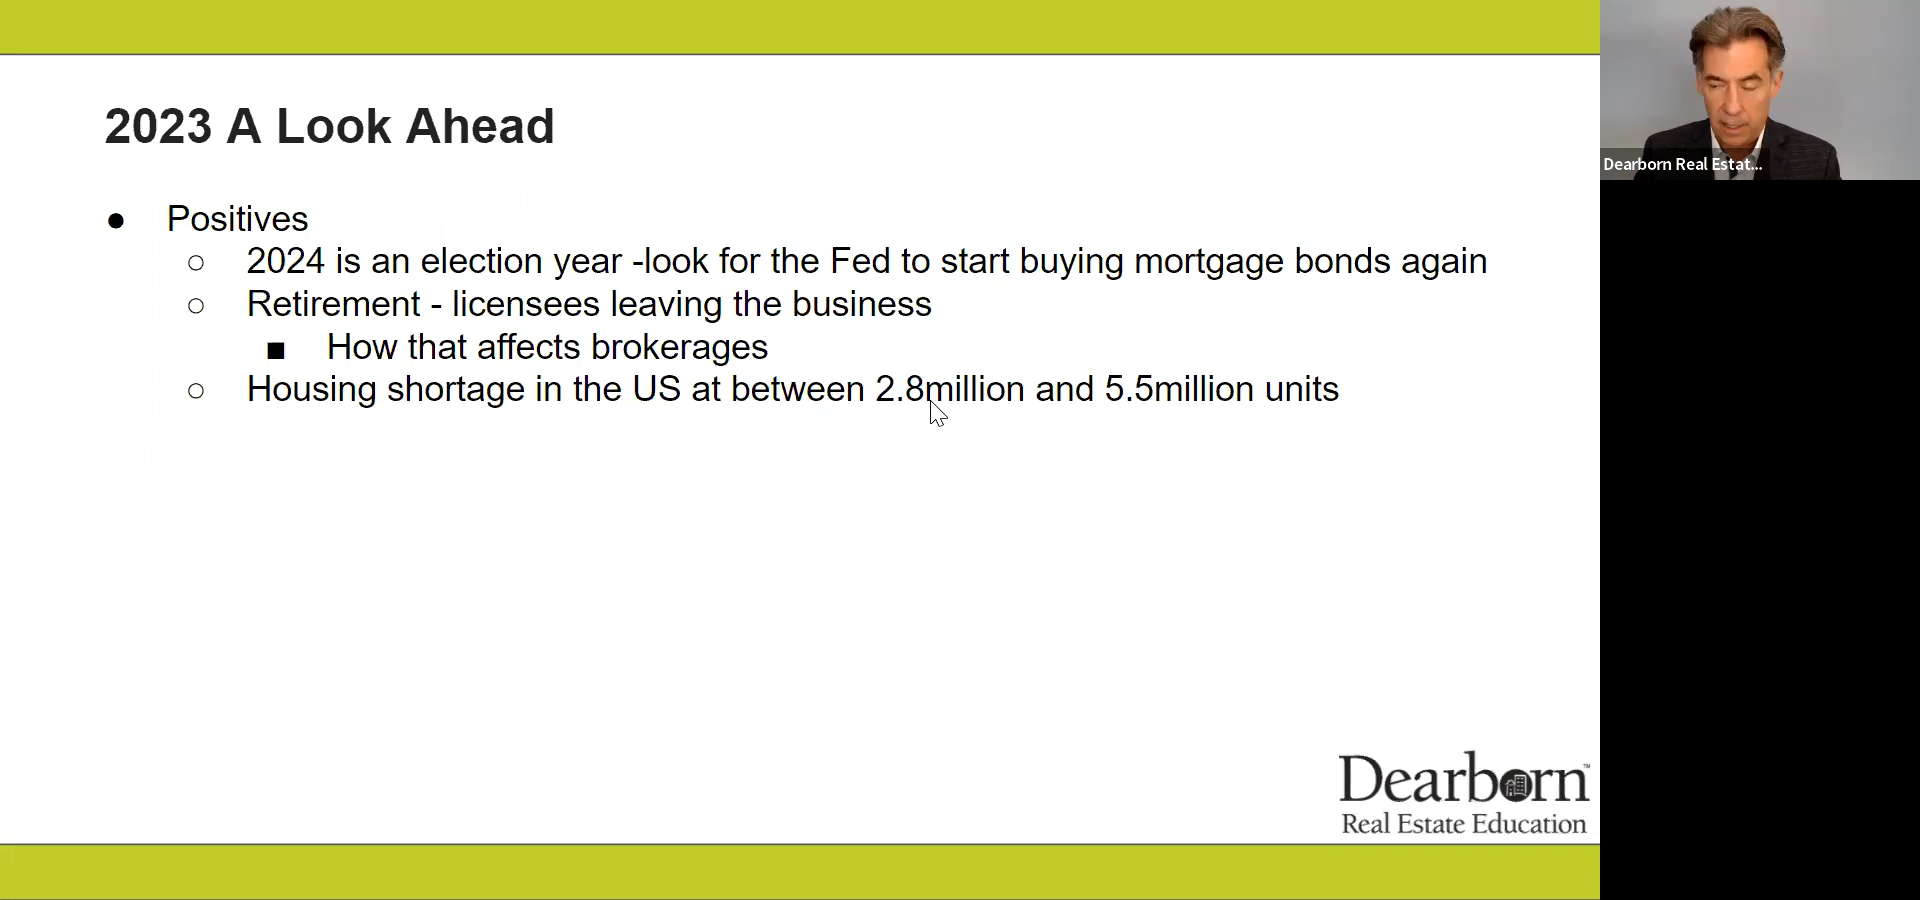 2023 A Look Ahead
● Positives
○ 2024 is an election year -look for the Fed to start buying mortgage bonds again
○ Retirement - licensees leaving the business
■ How that affects brokerages
○ Housing shortage in the US at between 2.8million and 5.5million units
Dearborn™
Real Estate Education
Dearborn Real Estat...